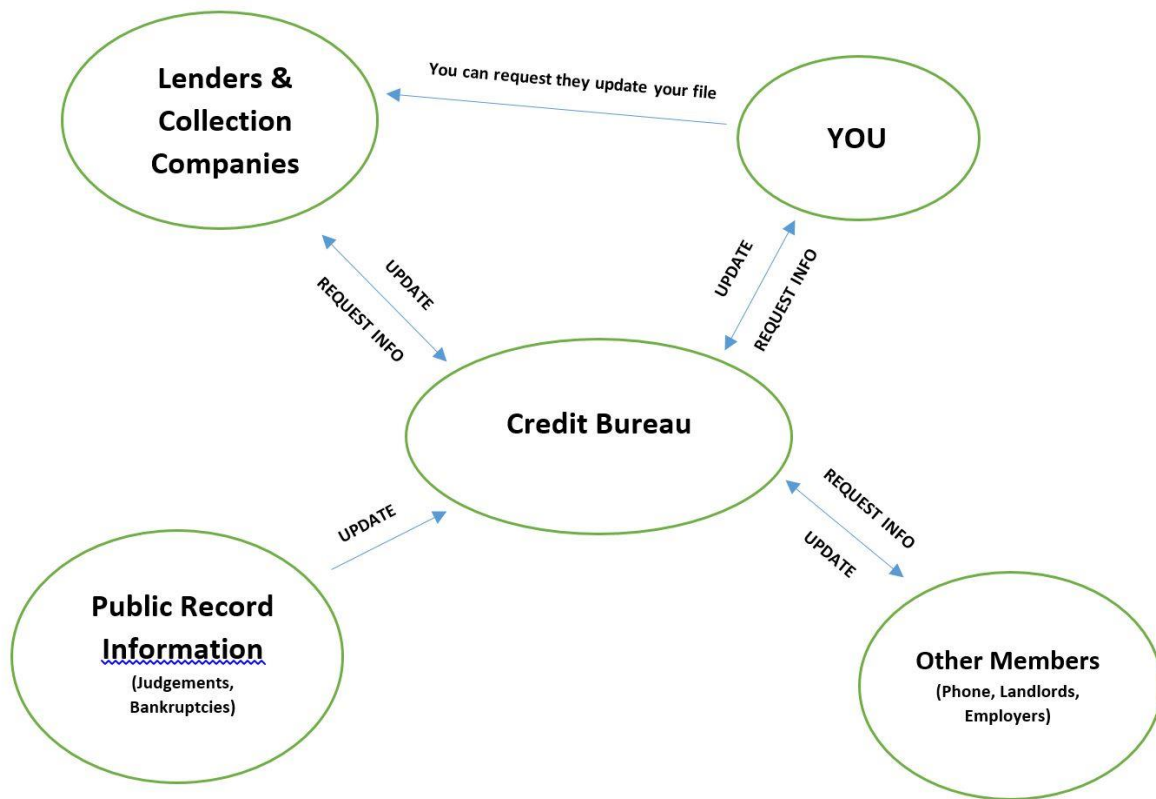 Lenders &
Collection
Companies
You can request they update your file
YOU
UPDATE
REQUEST INFO
UPDATE
REQUEST INFO
Credit Bureau
UPDATE
REQUEST INFO
UPDATE
Public Record
Information
(Judgements,
Bankruptcies)
Other Members
(Phone, Landlords,
Employers)